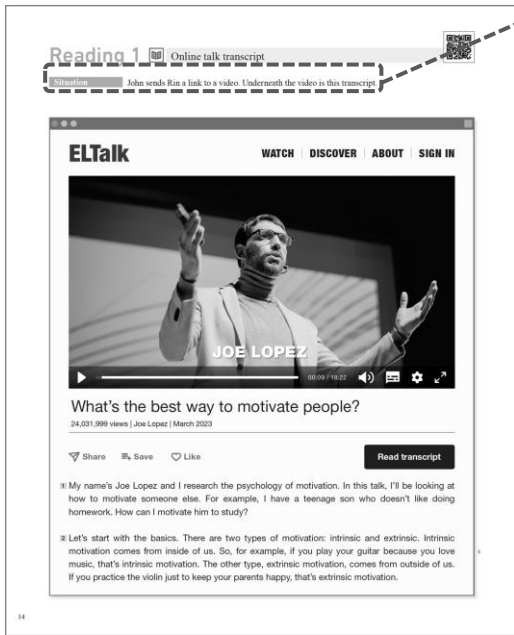 Reading 1 Online talk transcript
Situation John sends Rin a link to a video. Underneath the video is this transcript.
ELTalk WATCH DISCOVER ABOUT SIGN IN
JOE LOPEZ
00:09 / 18:22
What's the best way to motivate people?
24,031,999 views | Joe Lopez | March 2023
Share Save Like Read transcript
1 My name's Joe Lopez and I research the psychology of motivation. In this talk, I'll be looking at
how to motivate someone else. For example, I have a teenage son who doesn't like doing
homework. How can I motivate him to study?
2 Let's start with the basics. There are two types of motivation: intrinsic and extrinsic. Intrinsic
motivation comes from inside of us. So, for example, if you play your guitar because you love
music, that's intrinsic motivation. The other type, extrinsic motivation, comes from outside of us.
If you practice the violin just to keep your parents happy, that's extrinsic motivation.
14